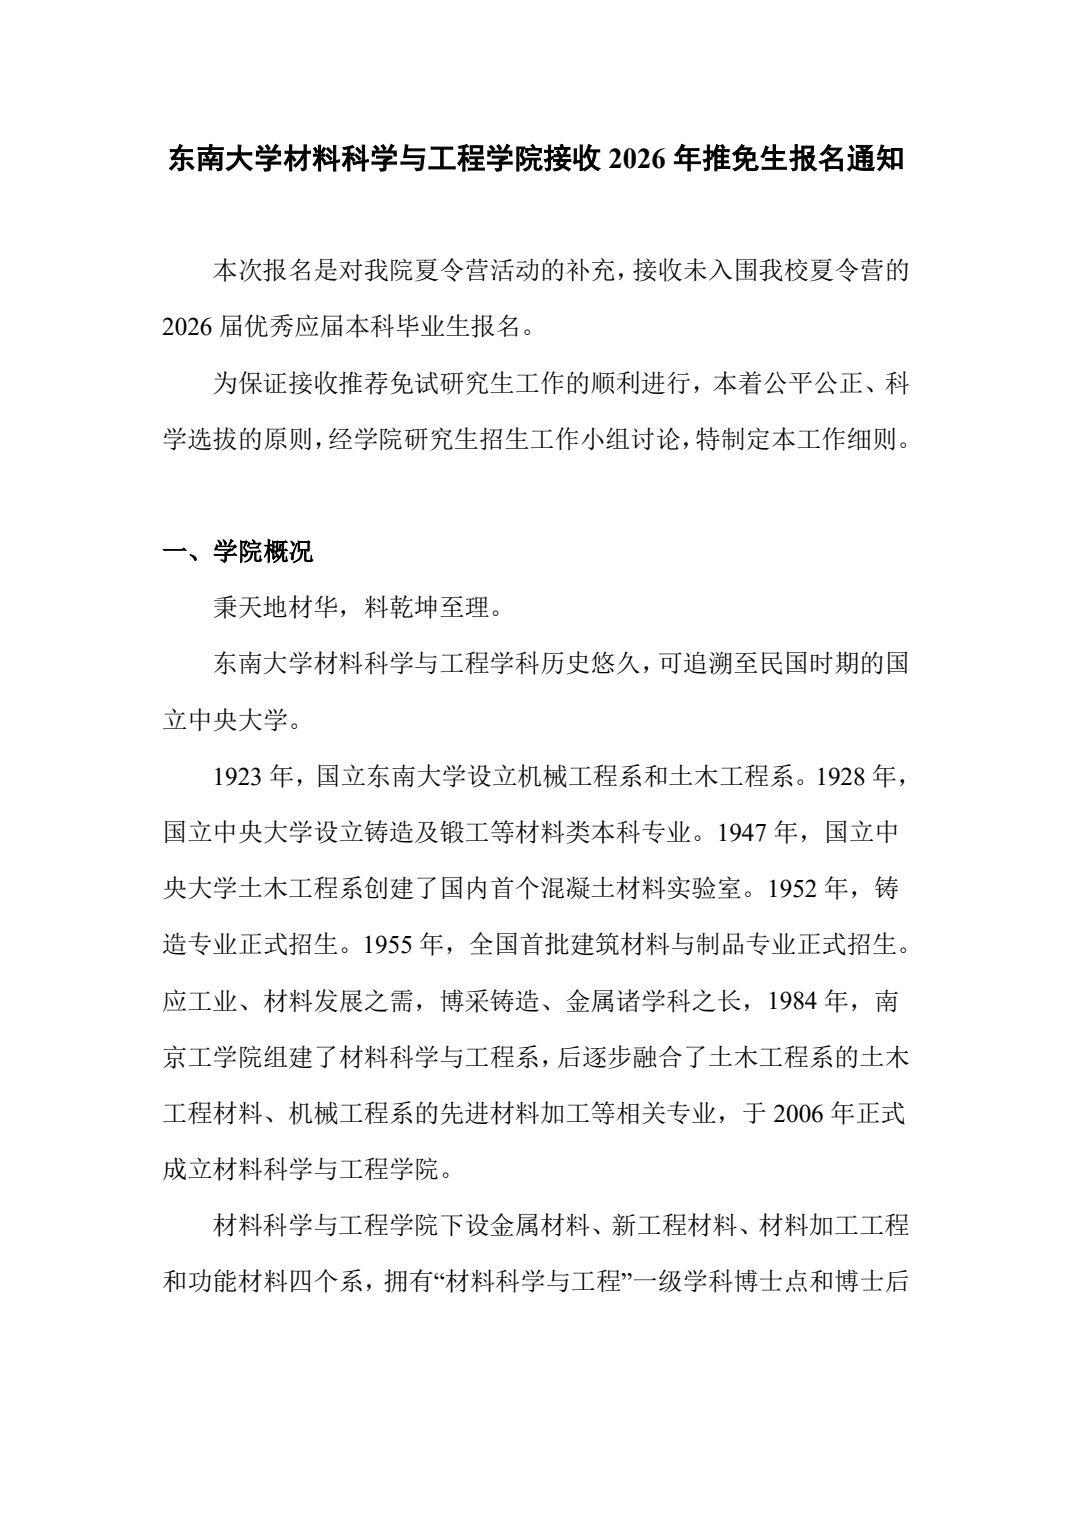 东南大学材料科学与工程学院接收 2026 年推免生报名通知
本次报名是对我院夏令营活动的补充，接收未入围我校夏令营的
2026 届优秀应届本科毕业生报名。
为保证接收推荐免试研究生工作的顺利进行，本着公平公正、科
学选拔的原则，经学院研究生招生工作小组讨论，特制定本工作细则。
一、学院概况
秉天地材华，料乾坤至理。
东南大学材料科学与工程学科历史悠久，可追溯至民国时期的国
立中央大学。
1923 年，国立东南大学设立机械工程系和土木工程系。1928 年，
国立中央大学设立铸造及锻工等材料类本科专业。1947 年，国立中
央大学土木工程系创建了国内首个混凝土材料实验室。1952 年，铸
造专业正式招生。1955 年，全国首批建筑材料与制品专业正式招生。
应工业、材料发展之需，博采铸造、金属诸学科之长，1984 年，南
京工学院组建了材料科学与工程系，后逐步融合了土木工程系的土木
工程材料、机械工程系的先进材料加工等相关专业，于 2006 年正式
成立材料科学与工程学院。
材料科学与工程学院下设金属材料、新工程材料、材料加工工程
和功能材料四个系，拥有“材料科学与工程”一级学科博士点和博士后